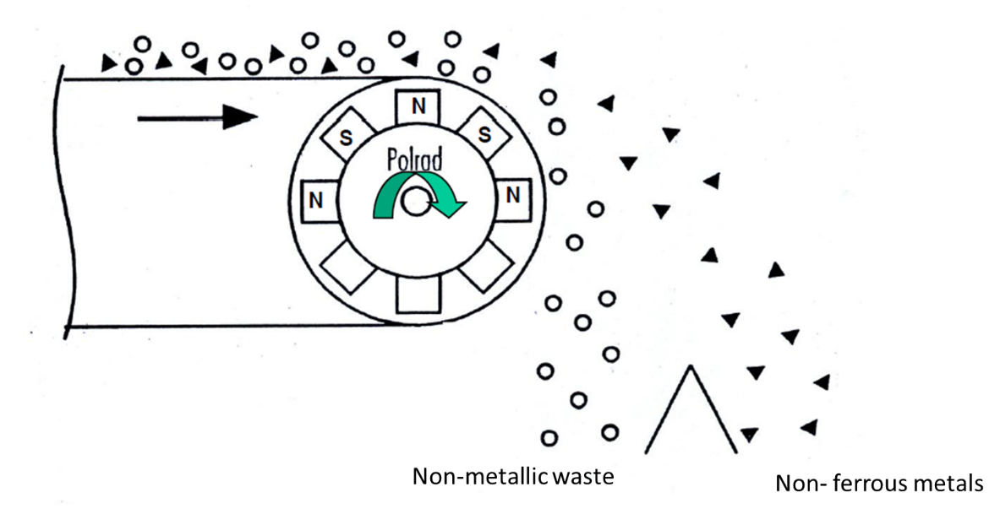 N
S
S
Polrad
N
N
Non-metallic waste
Non- ferrous metals